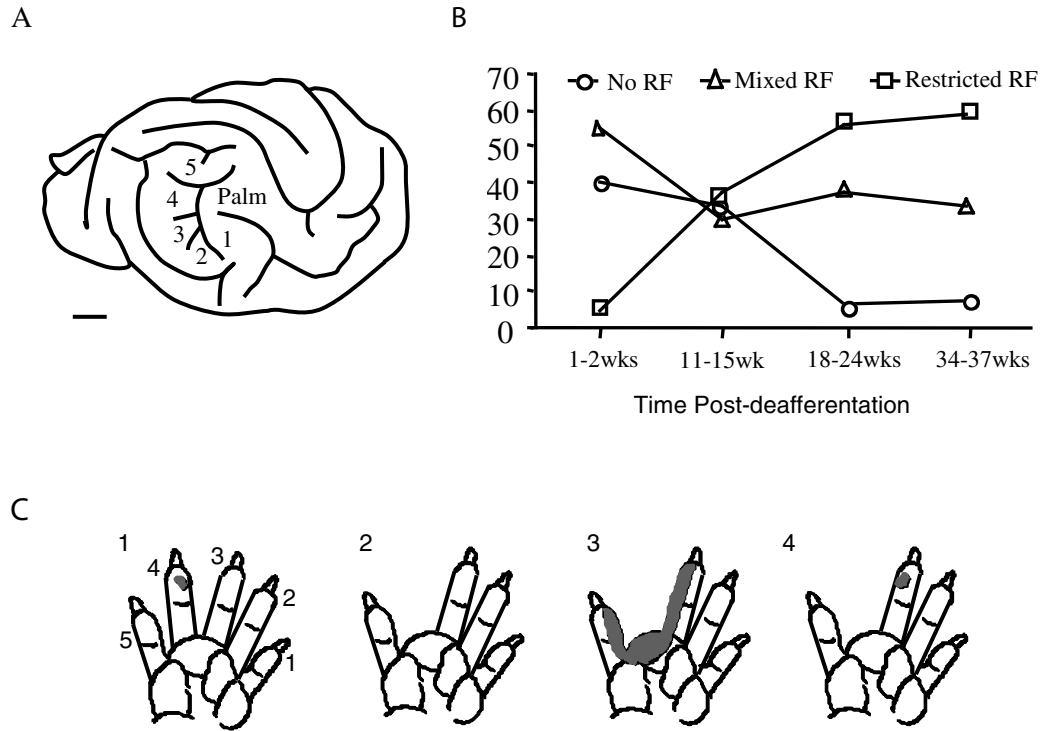 A
B
5
4
Palm
3
1
2
70
60
50
40
30
20
10
0
No RF
Mixed RF
Restricted RF
1-2wks
11-15wk
18-24wks
34-37wks
Time Post-deafferentation
C
1
2
3
4
4
3
2
5
1